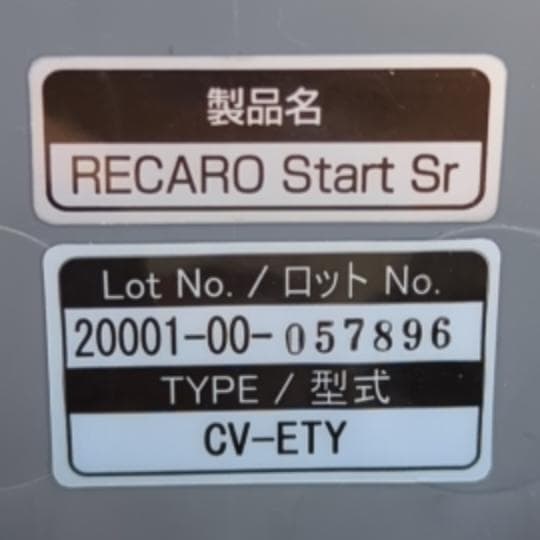 製品名
RECARO Start Sr
Lot No. / ロット No.
20001-00-057896
TYPE / 型式
CV-ETY